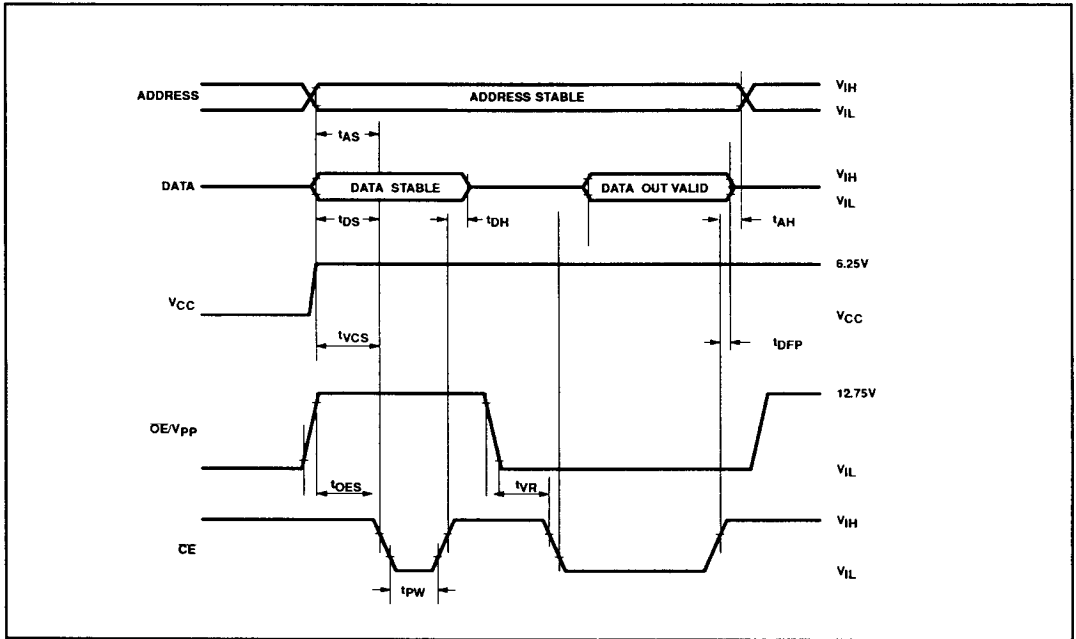 ADDRESS
ADDRESS STABLE
VIH
VIL
tAS
DATA
DATA STABLE
DATA OUT VALID
VIH
VIL
tDS
tDH
tAH
6.25V
VCC
VCC
tVCS
tDFP
12.75V
OE/VPP
VIL
tOES
tVR
VIH
CE
VIL
tPW